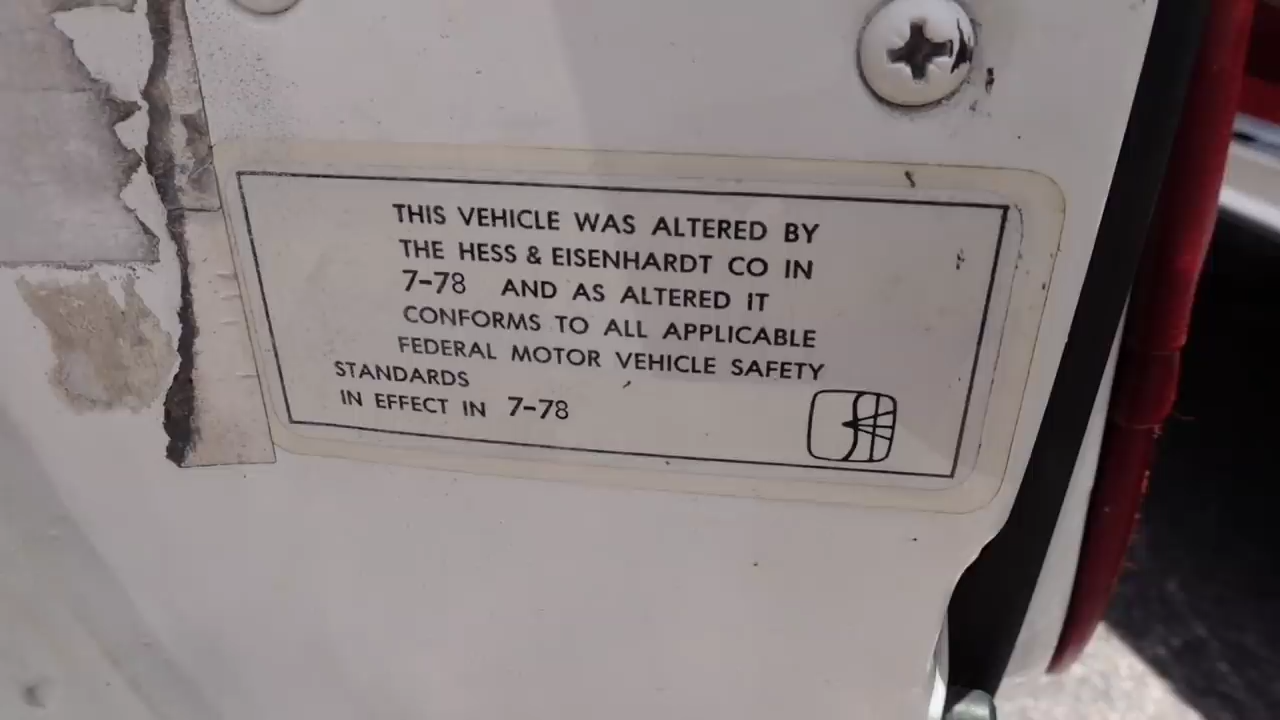 THIS VEHICLE WAS ALTERED BY
THE HESS & EISENHARDT CO IN
7-78 AND AS ALTERED IT
CONFORMS TO ALL APPLICABLE
FEDERAL MOTOR VEHICLE SAFETY
STANDARDS
IN EFFECT IN 7-78